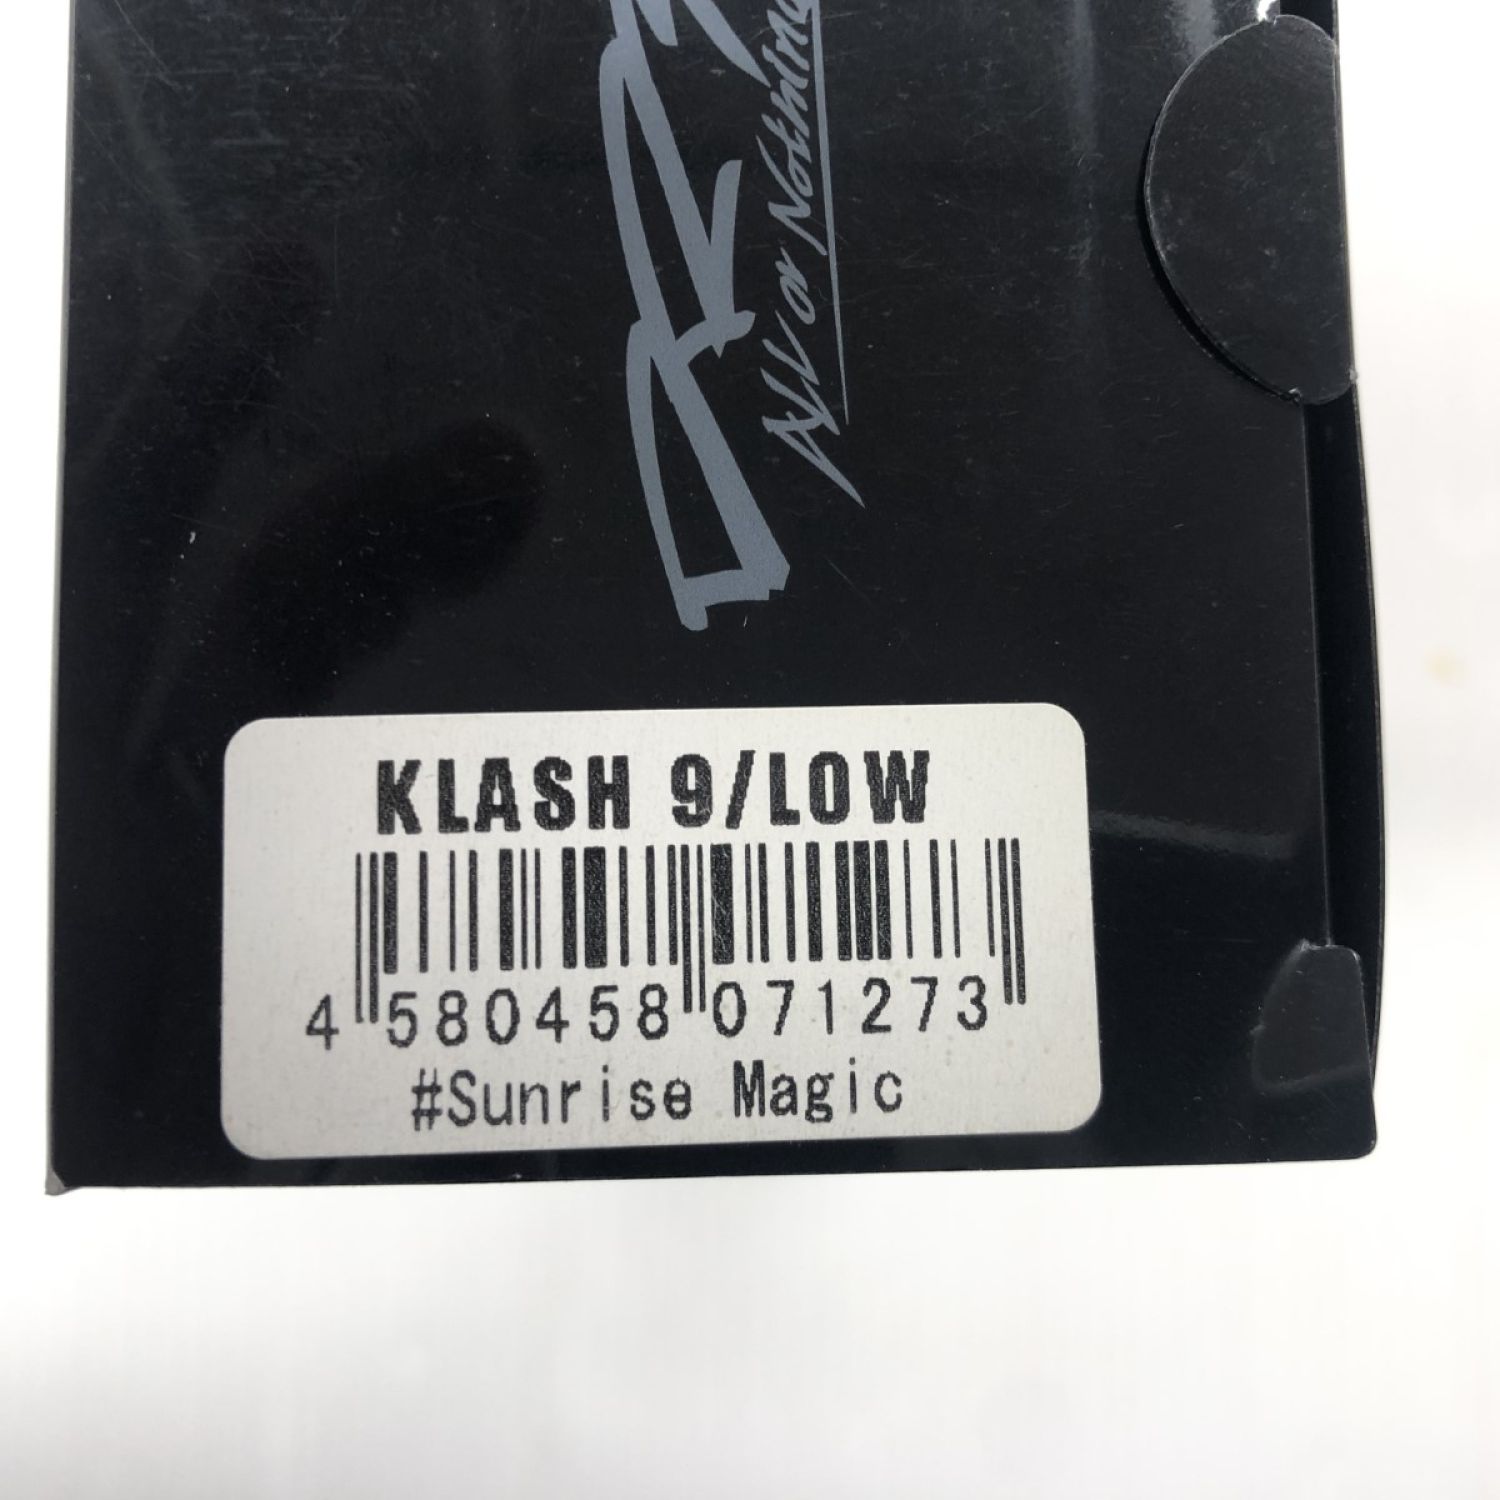 All or Nothing
KLASH 9/LOW
4 580458 071273
#Sunrise Magic